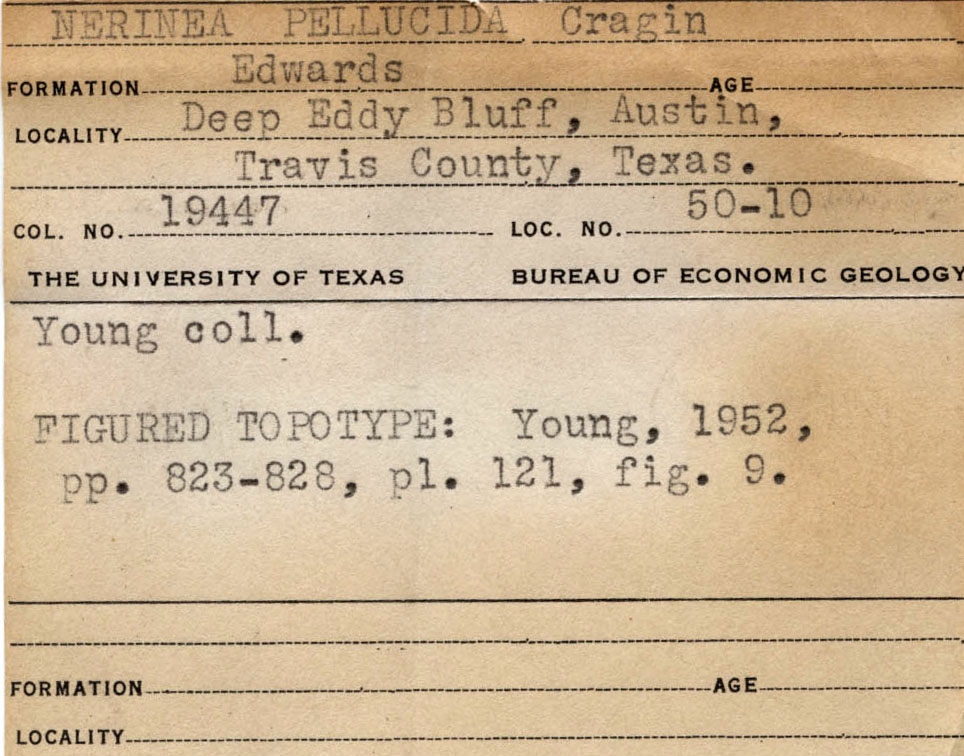 NERINEA PELLUCIDA Cragin
FORMATION Edwards AGE
LOCALITY Deep Eddy Bluff, Austin,
Travis County, Texas.
COL. NO. 19447 LOC. NO. 50-10
THE UNIVERSITY OF TEXAS BUREAU OF ECONOMIC GEOLOGY
Young coll.
FIGURED TOPOTYPE: Young, 1952,
pp. 823-828, pl. 121, fig. 9.
FORMATION AGE
LOCALITY